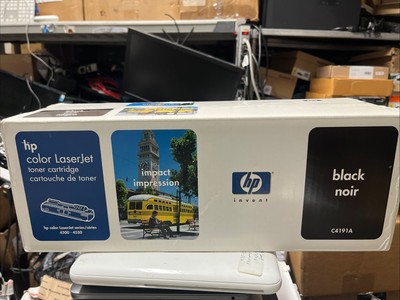 hp
color LaserJet
toner cartridge
cartouche de toner
hp color LaserJet series/séries
4500 - 4550
impact
impression
hp
invent
black
noir
C4191A